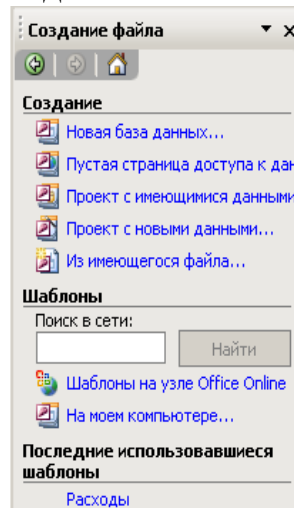 Создание файла
Создание
Новая база данных...
Пустая страница доступа к дан
Проект с имеющимися данными
Проект с новыми данными...
Из имеющегося файла...
Шаблоны
Поиск в сети:
Найти
Шаблоны на узле Office Online
На моем компьютере...
Последние использовавшиеся
шаблоны
Расходы